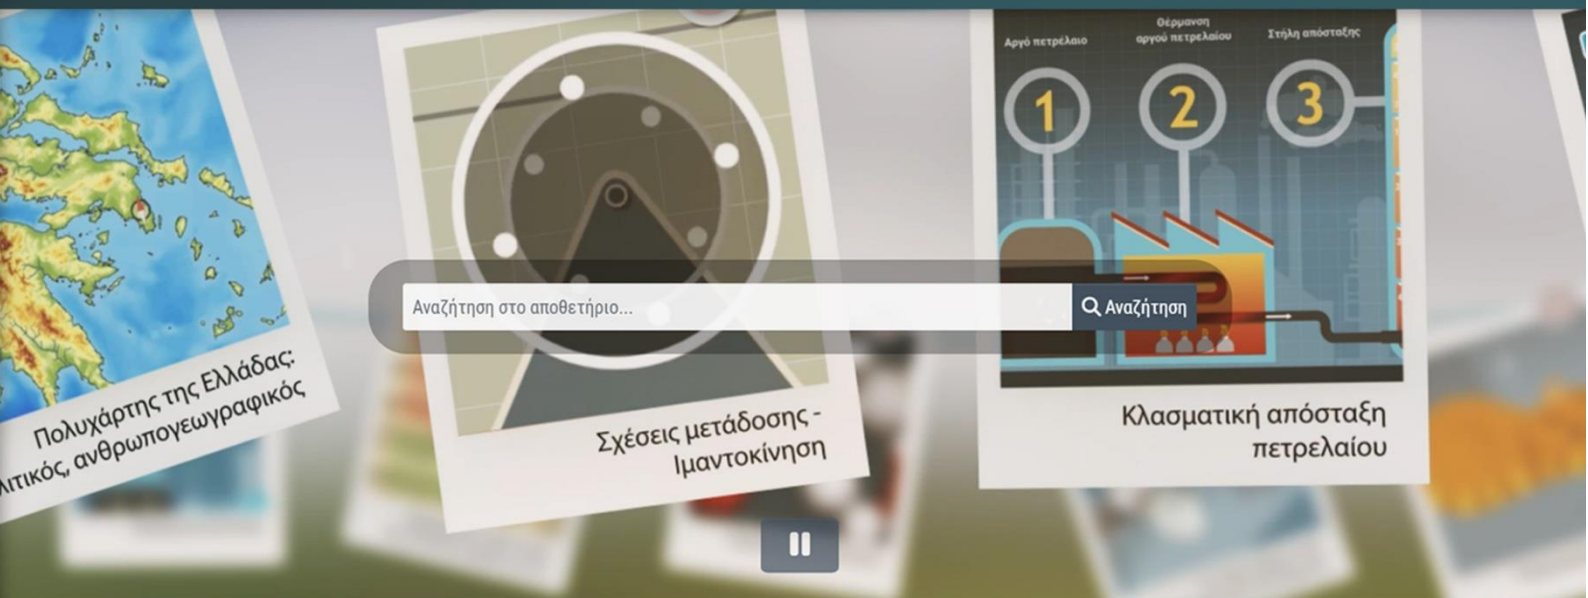 Πολυχάρτης της Ελλάδας:
ανθρωπογεωγραφικός
Σχέσεις μετάδοσης -
Ιμαντοκίνηση
Αργό πετρέλαιο
Θέρμανση
αργού πετρελαίου
Στήλη απόσταξης
1
2
3
Κλασματική απόσταξη
πετρελαίου
Αναζήτηση στο αποθετήριο...
Αναζήτηση